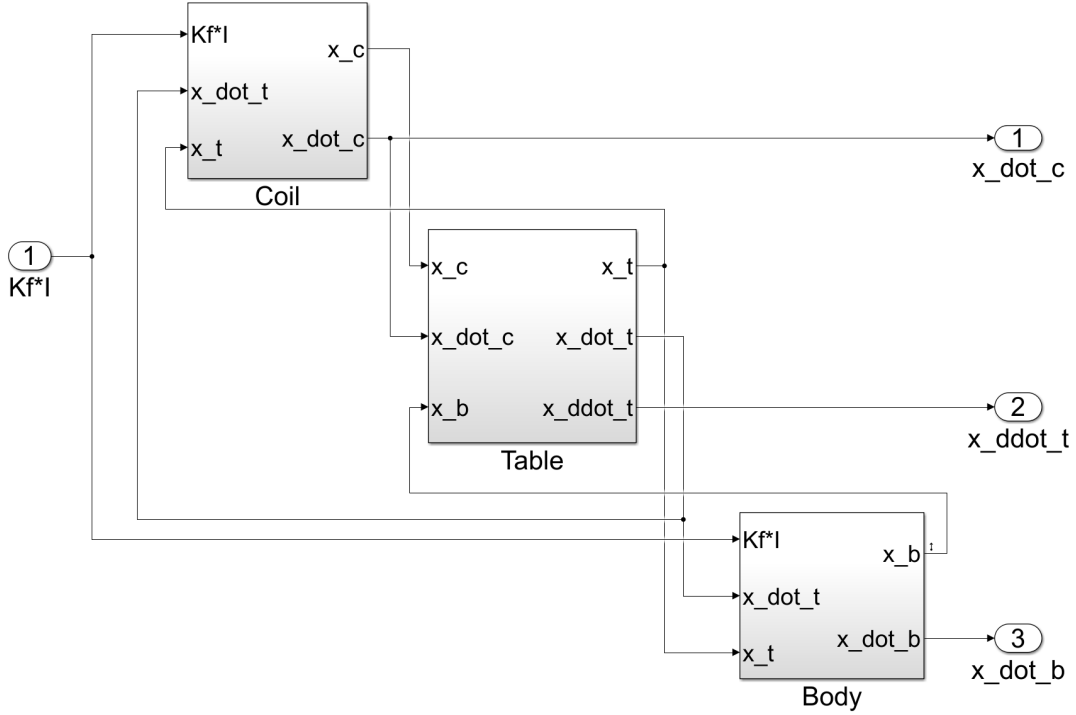 Kf*I
x_c
x_dot_t
x_dot_c
x_t
Coil
1
x_dot_c
1
Kf*I
x_c
x_t
x_dot_c
x_dot_t
x_b
x_ddot_t
Table
2
x_ddot_t
Kf*I
x_b
x_dot_t
x_dot_b
x_t
Body
3
x_dot_b